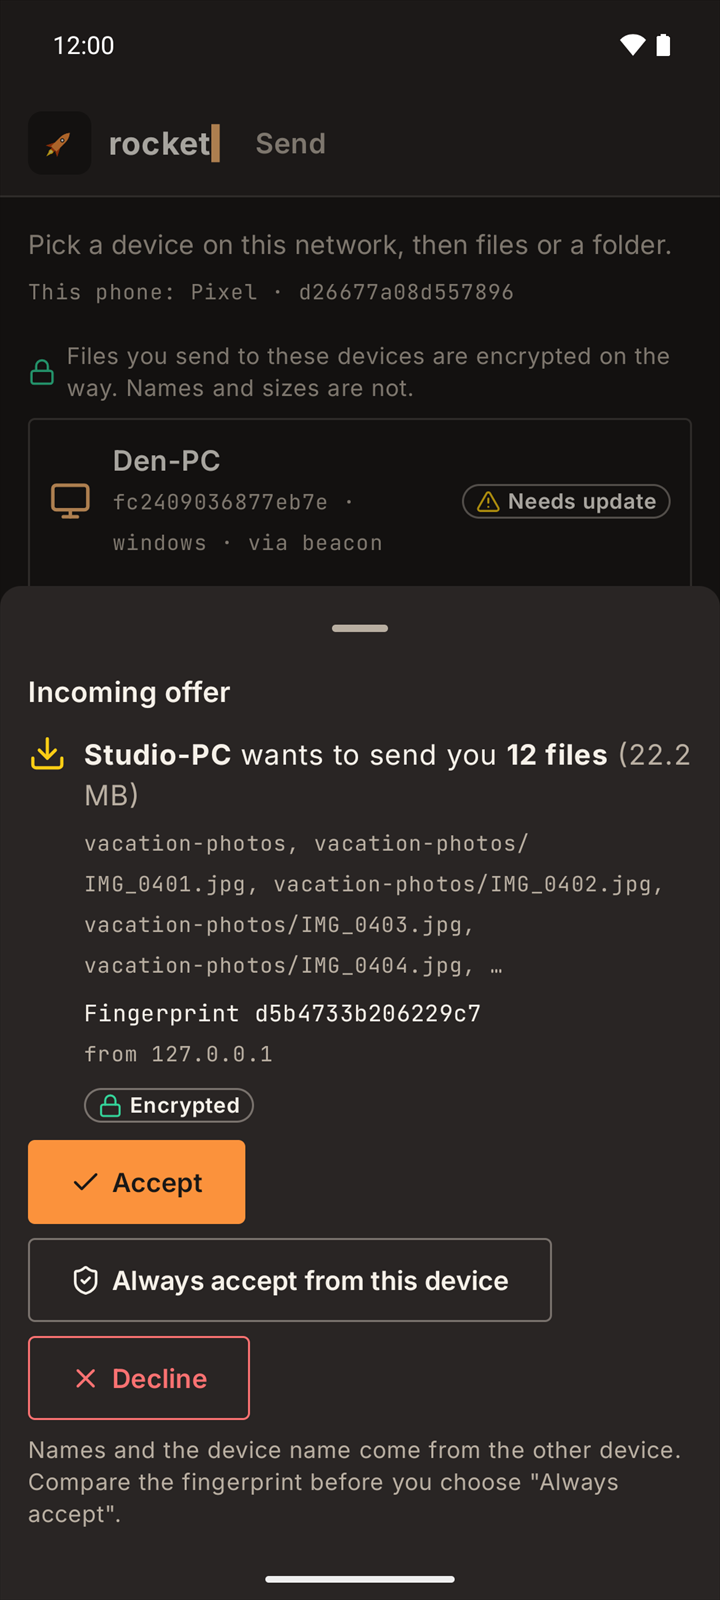 12:00
rocket Send
Pick a device on this network, then files or a folder.
This phone: Pixel · d26677a08d557896
Files you send to these devices are encrypted on the
way. Names and sizes are not.
Den-PC
fc2409036877eb7e ·
windows · via beacon
Needs update
Incoming offer
Studio-PC wants to send you 12 files (22.2
MB)
vacation-photos, vacation-photos/
IMG_0401.jpg, vacation-photos/IMG_0402.jpg,
vacation-photos/IMG_0403.jpg,
vacation-photos/IMG_0404.jpg, …
Fingerprint d5b4733b206229c7
from 127.0.0.1
Encrypted
Accept
Always accept from this device
Decline
Names and the device name come from the other device.
Compare the fingerprint before you choose "Always
accept".